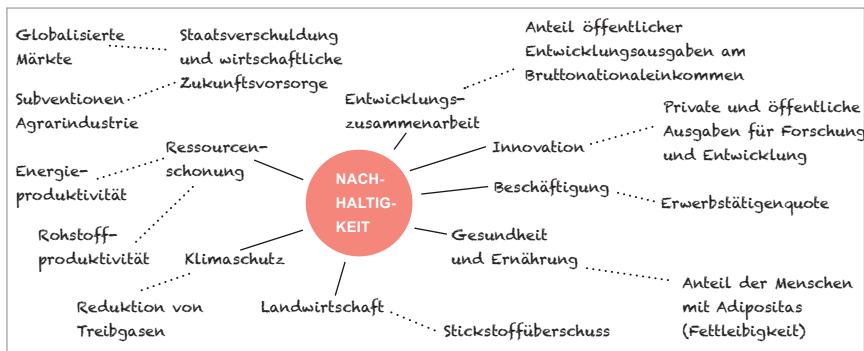 Globalisierte
Märkte
Staatsverschuldung
und wirtschaftliche
Zukunftsvorsorge
Subventionen
Agrarindustrie
Anteil öffentlicher
Entwicklungsausgaben am
Bruttonationaleinkommen
Entwicklungs-
zusammenarbeit
Private und öffentliche
Ausgaben für Forschung
und Entwicklung
Innovation
Ressourcen-
schonung
Energie-
produktivität
NACH-
HALTIG-
KEIT
Beschäftigung
Erwerbstätigenquote
Rohstoff-
produktivität
Klimaschutz
Gesundheit
und Ernährung
Reduktion von
Treibgasen
Landwirtschaft
Stickstoffüberschuss
Anteil der Menschen
mit Adipositas
(Fettleibigkeit)